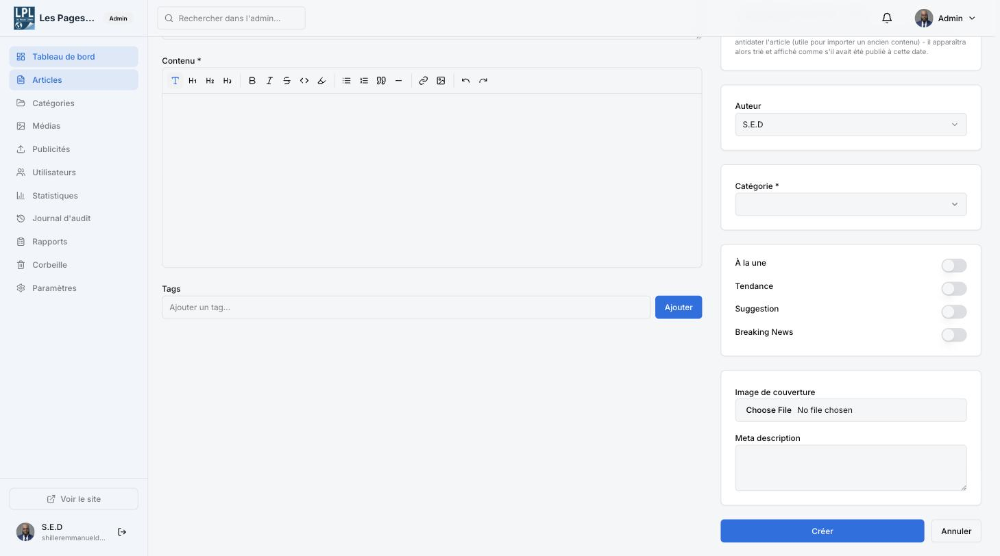 LPL
Les Pages...
Admin
Rechercher dans l'admin...
Admin
Tableau de bord
Articles
Catégories
Médias
Publicités
Utilisateurs
Statistiques
Journal d'audit
Rapports
Corbeille
Paramètres
Voir le site
S.E.D
shilleremmanueld...
Contenu *
H1 H2 H3
Tags
Ajouter un tag...
Ajouter
antidater l'article (utile pour importer un ancien contenu) - il apparaîtra
alors trié et affiché comme s'il avait été publié à cette date.
Auteur
S.E.D
Catégorie *
À la une
Tendance
Suggestion
Breaking News
Image de couverture
Choose File No file chosen
Meta description
Créer
Annuler